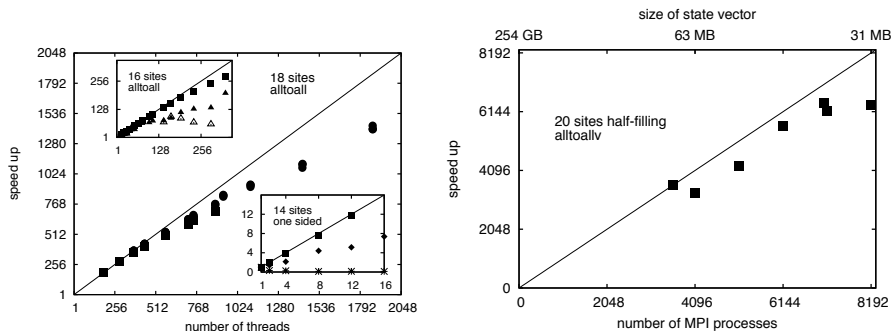 2048
1792
1536
1280
1024
768
512
256
1
speed up
1 256 512 768 1024 1280 1536 1792 2048
number of threads
18 sites
alltoall
16 sites
alltoall
256
128
1
1 128 256
14 sites
one sided
12
8
4
0
1 4 8 12 16
size of state vector
254 GB 63 MB 31 MB
8192
6144
4096
2048
0
speed up
20 sites half-filling
alltoallv
0 2048 4096 6144 8192
number of MPI processes